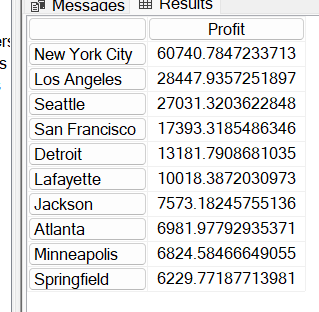 Messages Results
Profit
New York City 60740.7847233713
Los Angeles 28447.9357251897
Seattle 27031.3203622848
San Francisco 17393.3185486346
Detroit 13181.7908681035
Lafayette 10018.3872030973
Jackson 7573.18245755136
Atlanta 6981.97792935371
Minneapolis 6824.58466649055
Springfield 6229.77187713981